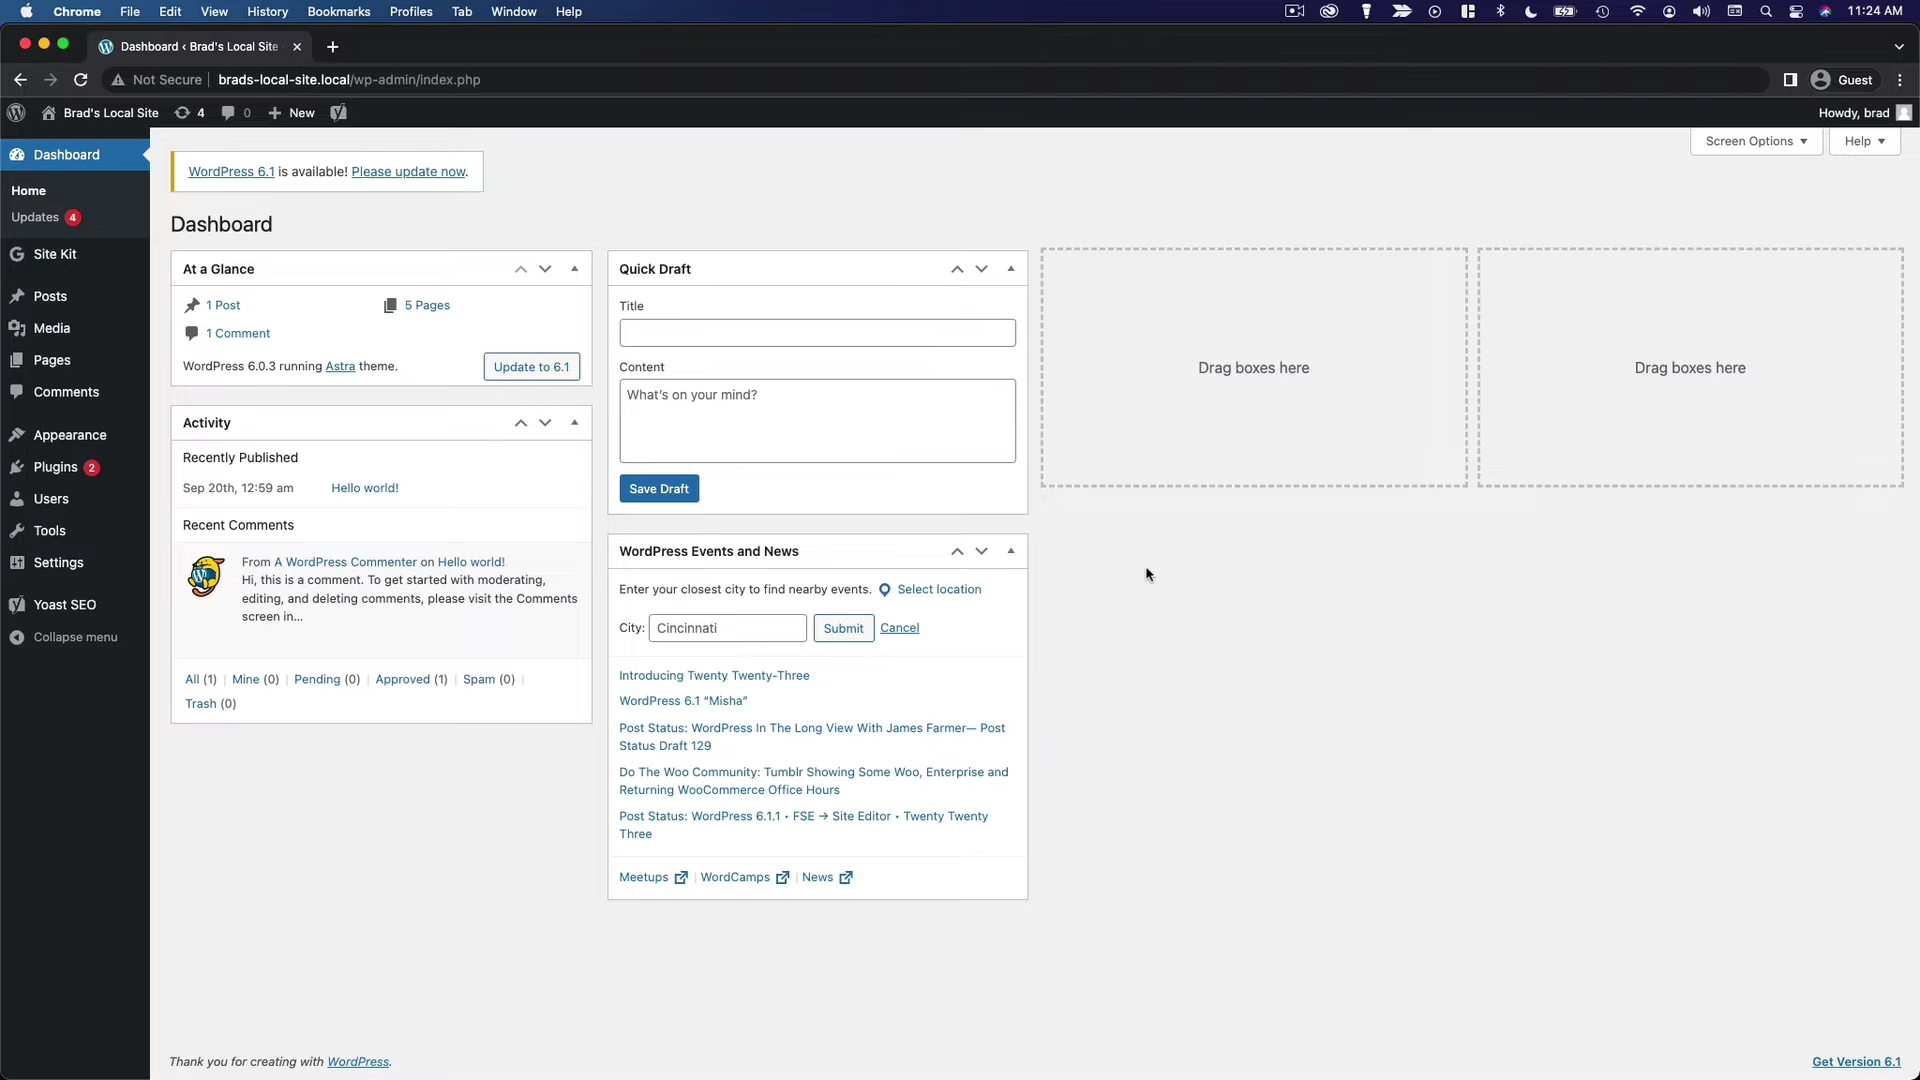 Chrome File Edit View History Bookmarks Profiles Tab Window Help 11:24 AM
Dashboard ‹ Brad's Local Site
Not Secure | brads-local-site.local/wp-admin/index.php Guest
Brad's Local Site 4 0 + New Howdy, brad
Dashboard
Home
Updates 4
Site Kit
Posts
Media
Pages
Comments
Appearance
Plugins 2
Users
Tools
Settings
Yoast SEO
Collapse menu
Screen Options Help
WordPress 6.1 is available! Please update now.
Dashboard
At a Glance
1 Post 5 Pages
1 Comment
WordPress 6.0.3 running Astra theme. Update to 6.1
Activity
Recently Published
Sep 20th, 12:59 am Hello world!
Recent Comments
From A WordPress Commenter on Hello world!
Hi, this is a comment. To get started with moderating,
editing, and deleting comments, please visit the Comments
screen in…
All (1) | Mine (0) | Pending (0) | Approved (1) | Spam (0) |
Trash (0)
Quick Draft
Title
Content
What's on your mind?
Save Draft
WordPress Events and News
Enter your closest city to find nearby events. Select location
City: Cincinnati Submit Cancel
Introducing Twenty Twenty-Three
WordPress 6.1 “Misha”
Post Status: WordPress In The Long View With James Farmer— Post
Status Draft 129
Do The Woo Community: Tumblr Showing Some Woo, Enterprise and
Returning WooCommerce Office Hours
Post Status: WordPress 6.1.1 • FSE → Site Editor • Twenty Twenty
Three
Meetups | WordCamps | News
Drag boxes here
Drag boxes here
Thank you for creating with WordPress.
Get Version 6.1